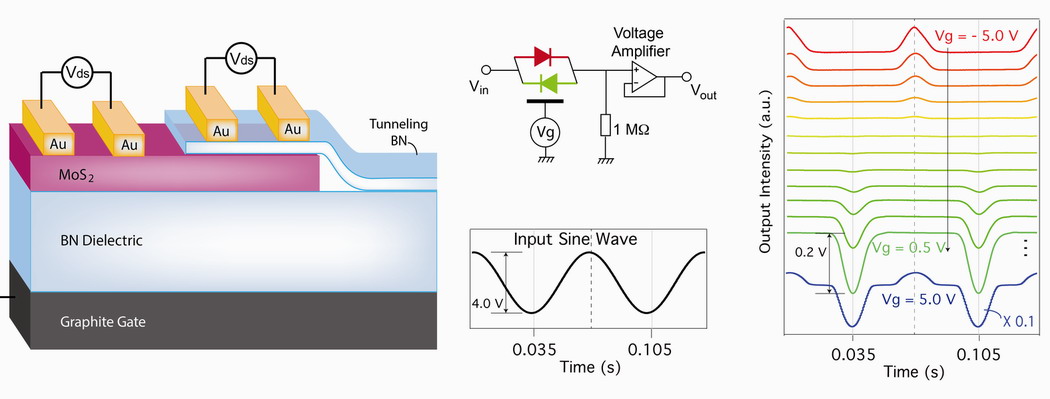 Vds
Vds
Au
Au
Au
Au
Tunneling
BN
MoS2
BN Dielectric
Graphite Gate
Voltage
Amplifier
Vin
+
-
Vout
Vg
1 MΩ
Input Sine Wave
4.0 V
0.035
0.105
Time (s)
Output Intensity (a.u.)
Vg = - 5.0 V
0.2 V
Vg = 0.5 V
Vg = 5.0 V
X 0.1
0.035
0.105
Time (s)